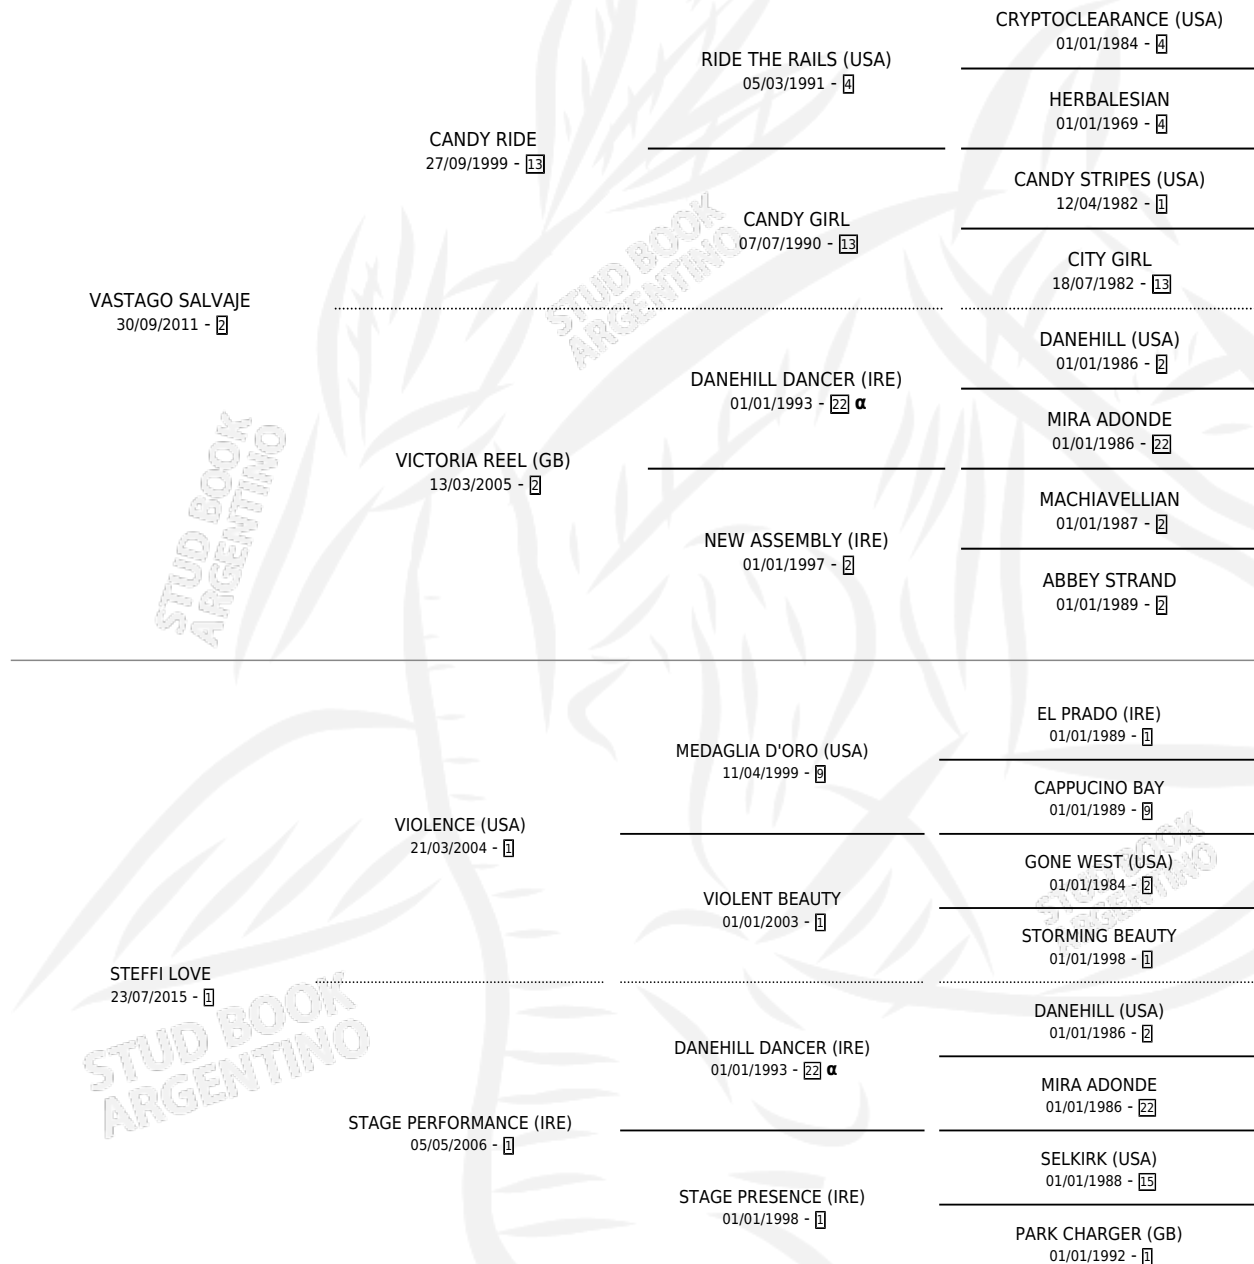 CRYPTOCLEARANCE (USA)
01/01/1984 - 4
RIDE THE RAILS (USA)
05/03/1991 - 4
HERBALESIAN
01/01/1969 - 4
CANDY RIDE
27/09/1999 - 13
CANDY STRIPES (USA)
12/04/1982 - 1
CANDY GIRL
07/07/1990 - 13
CITY GIRL
18/07/1982 - 13
VASTAGO SALVAJE
30/09/2011 - 2
DANEHILL (USA)
01/01/1986 - 2
DANEHILL DANCER (IRE)
01/01/1993 - 22 α
MIRA ADONDE
01/01/1986 - 22
VICTORIA REEL (GB)
13/03/2005 - 2
MACHIAVELLIAN
01/01/1987 - 2
NEW ASSEMBLY (IRE)
01/01/1997 - 2
ABBEY STRAND
01/01/1989 - 2
EL PRADO (IRE)
01/01/1989 - 1
MEDAGLIA D'ORO (USA)
11/04/1999 - 9
CAPPUCINO BAY
01/01/1989 - 9
VIOLENCE (USA)
21/03/2004 - 1
GONE WEST (USA)
01/01/1984 - 2
VIOLENT BEAUTY
01/01/2003 - 1
STORMING BEAUTY
01/01/1998 - 1
STEFFI LOVE
23/07/2015 - 1
DANEHILL (USA)
01/01/1986 - 2
DANEHILL DANCER (IRE)
01/01/1993 - 22 α
MIRA ADONDE
01/01/1986 - 22
STAGE PERFORMANCE (IRE)
05/05/2006 - 1
SELKIRK (USA)
01/01/1988 - 15
STAGE PRESENCE (IRE)
01/01/1998 - 1
PARK CHARGER (GB)
01/01/1992 - 1
STUD BOOK
ARGENTINO
STUD BOOK
ARGENTINO
STUD BOOK
ARGENTINO
STUD BOOK
ARGENTINO